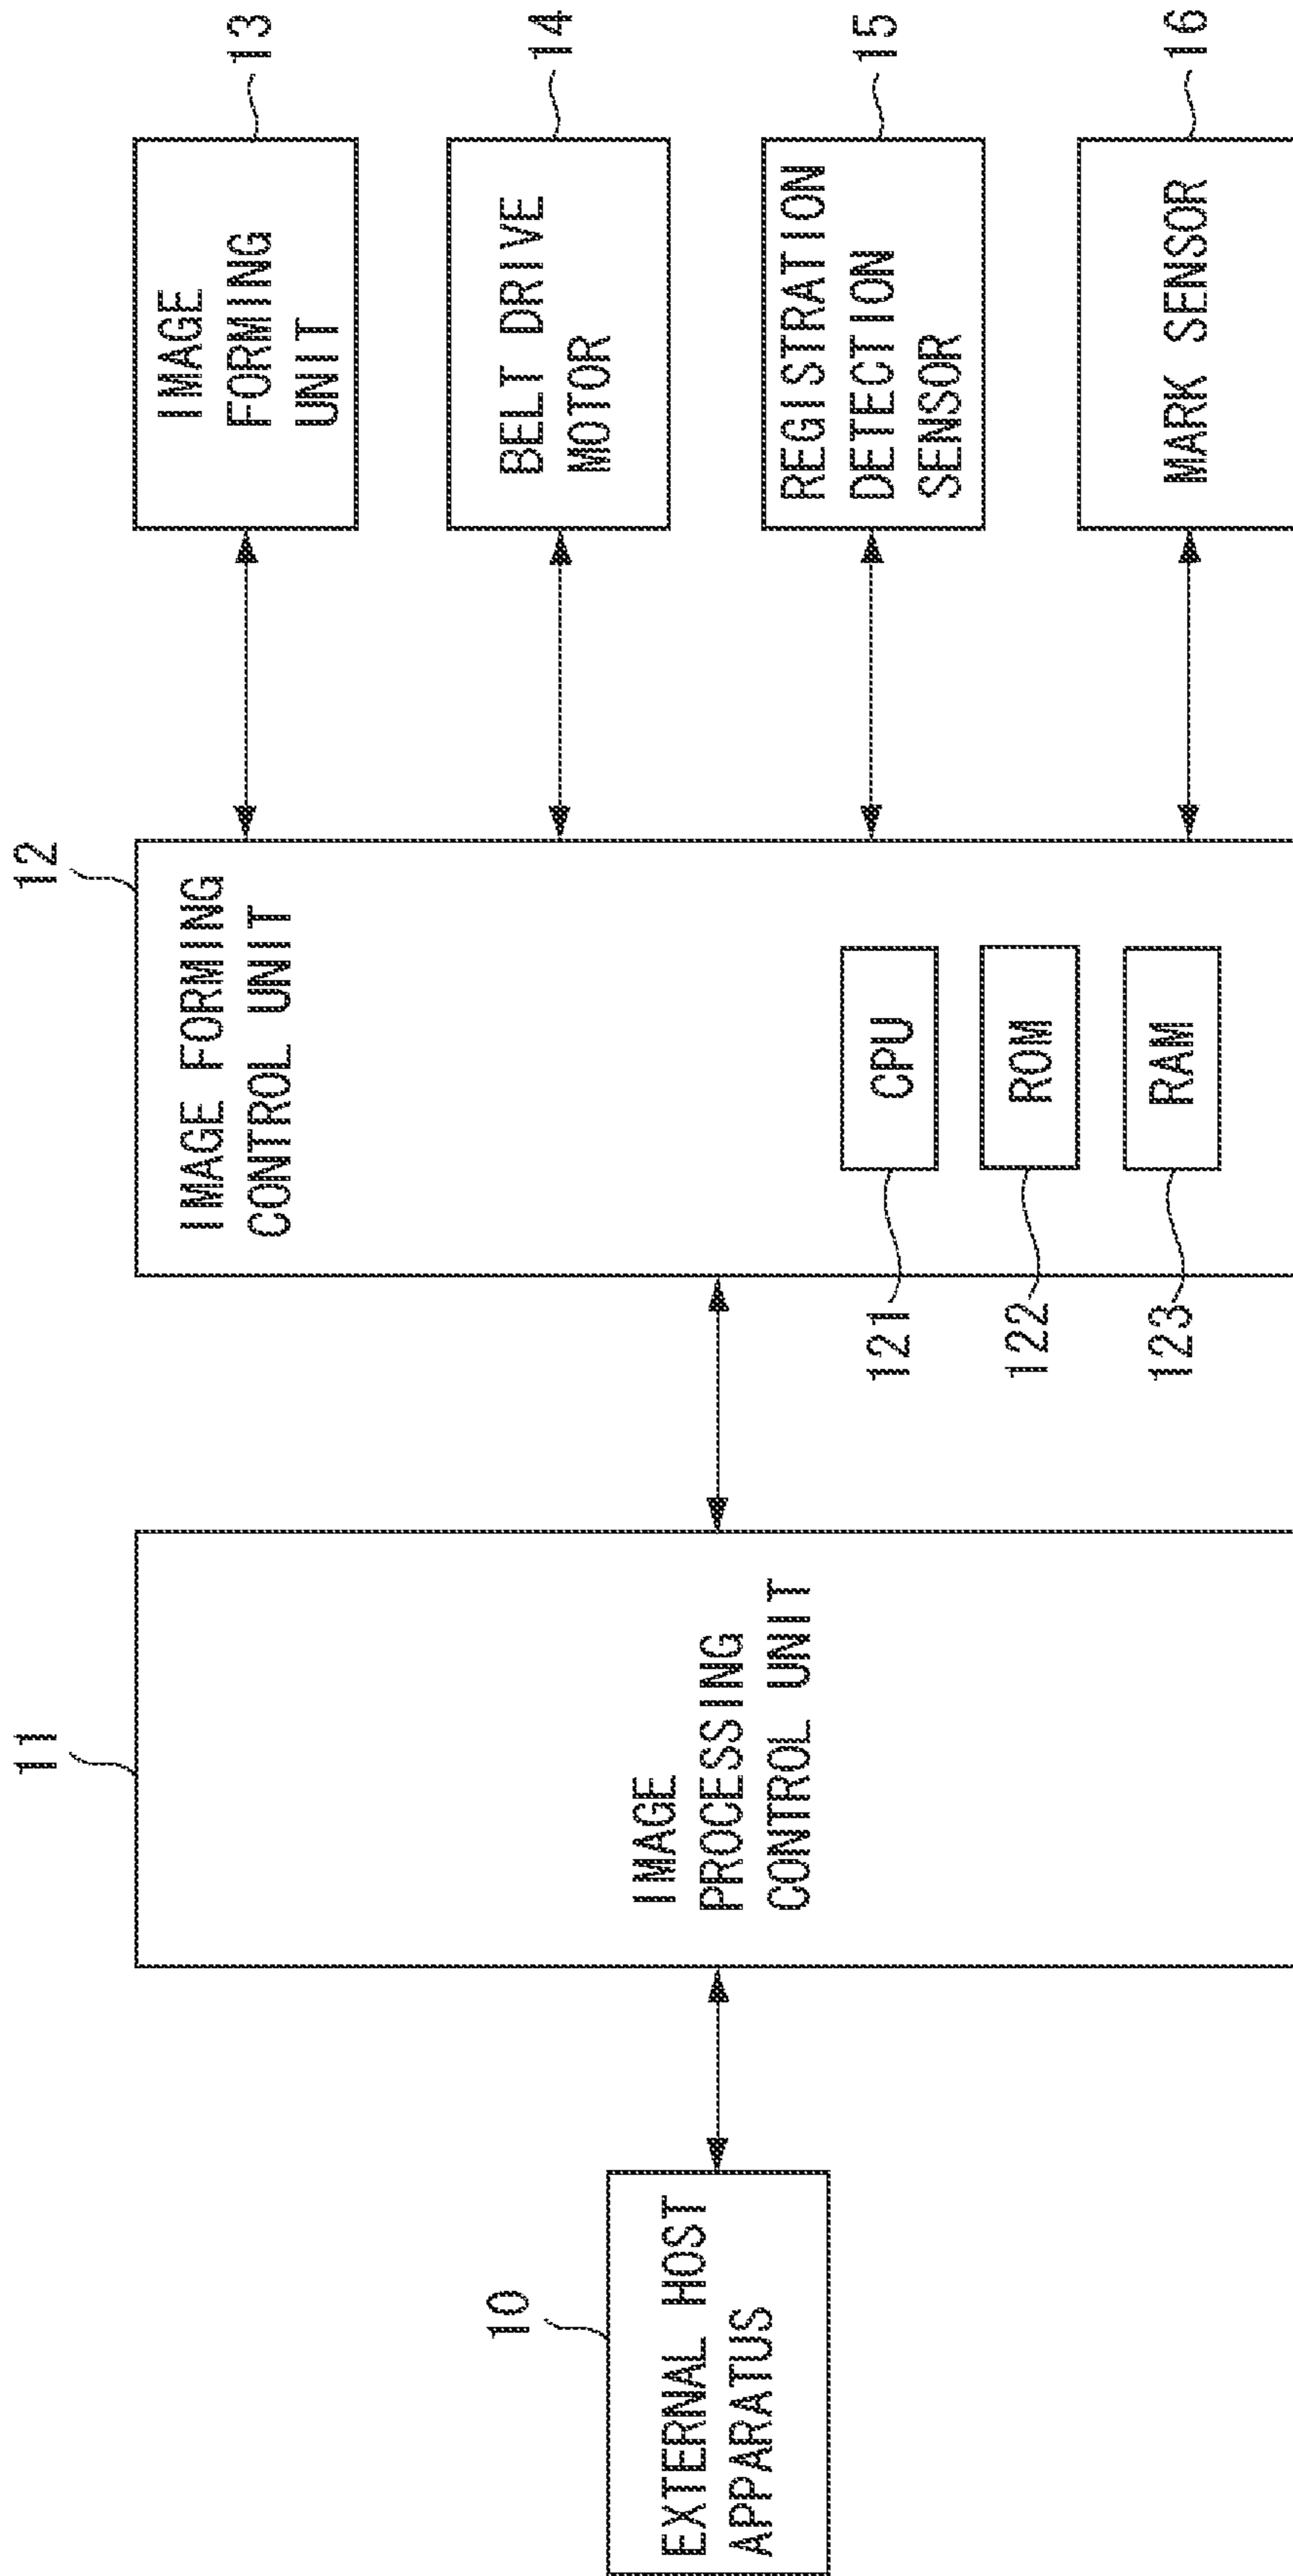 10
EXTERNAL HOST
APPARATUS
11
IMAGE
PROCESSING
CONTROL UNIT
12
IMAGE FORMING
CONTROL UNIT
121
CPU
122
ROM
123
RAM
IMAGE
FORMING
UNIT
13
BELT DRIVE
MOTOR
14
REGISTRATION
DETECTION
SENSOR
15
MARK SENSOR
16